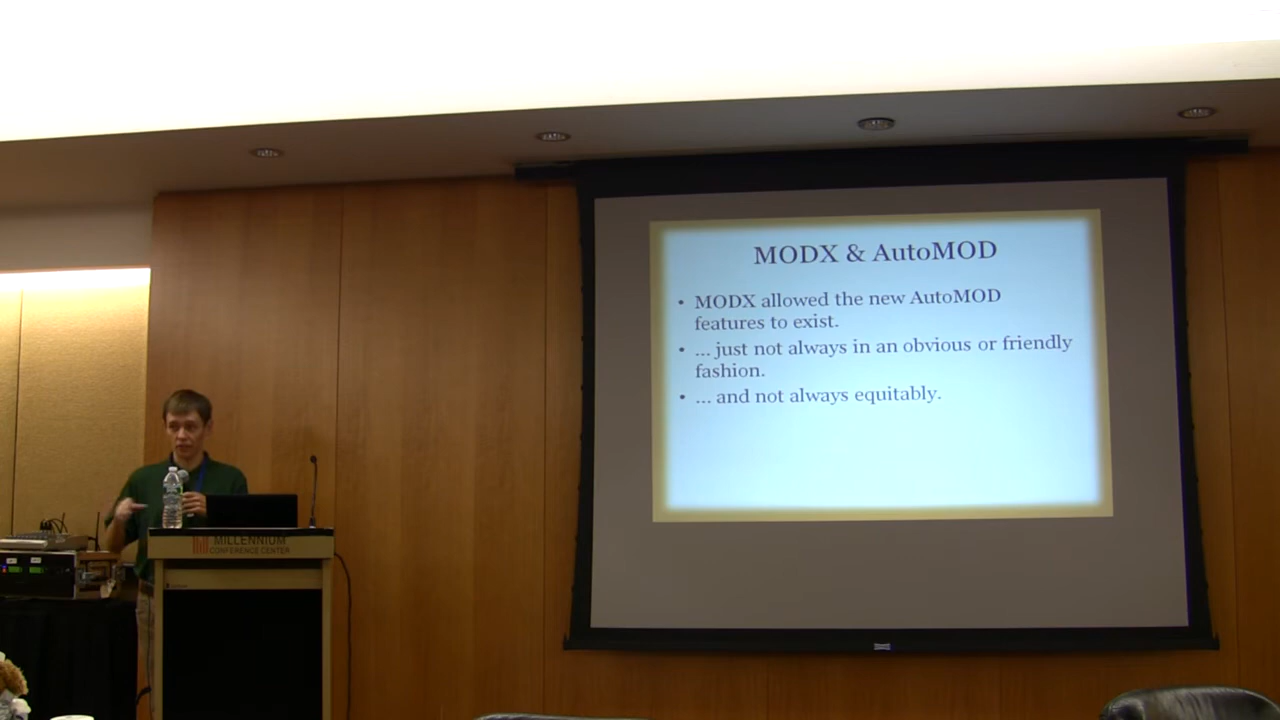 MODX & AutoMOD
• MODX allowed the new AutoMOD
features to exist.
• ... just not always in an obvious or friendly
fashion.
• ... and not always equitably.
MILLENNIUM
CONFERENCE CENTER